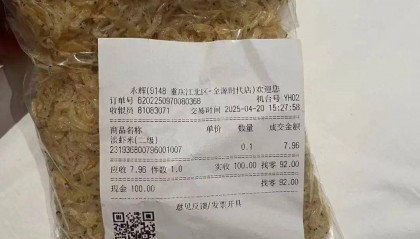 永辉(9148 重庆江北区-金源时代店)欢迎您
订单号 6202250970080368 机台号 YH02
收银员 81083071 交易时间 2025-04-20 15:27:58
商品名称 单价 数量 成交金额
淡虾米(二级)
231936800796001007 0.1 7.96
应收 7.96 件数 1.0 实收 100.00 找零 92.00
现金 100.00 找零 92.00
意见反馈/发票开具